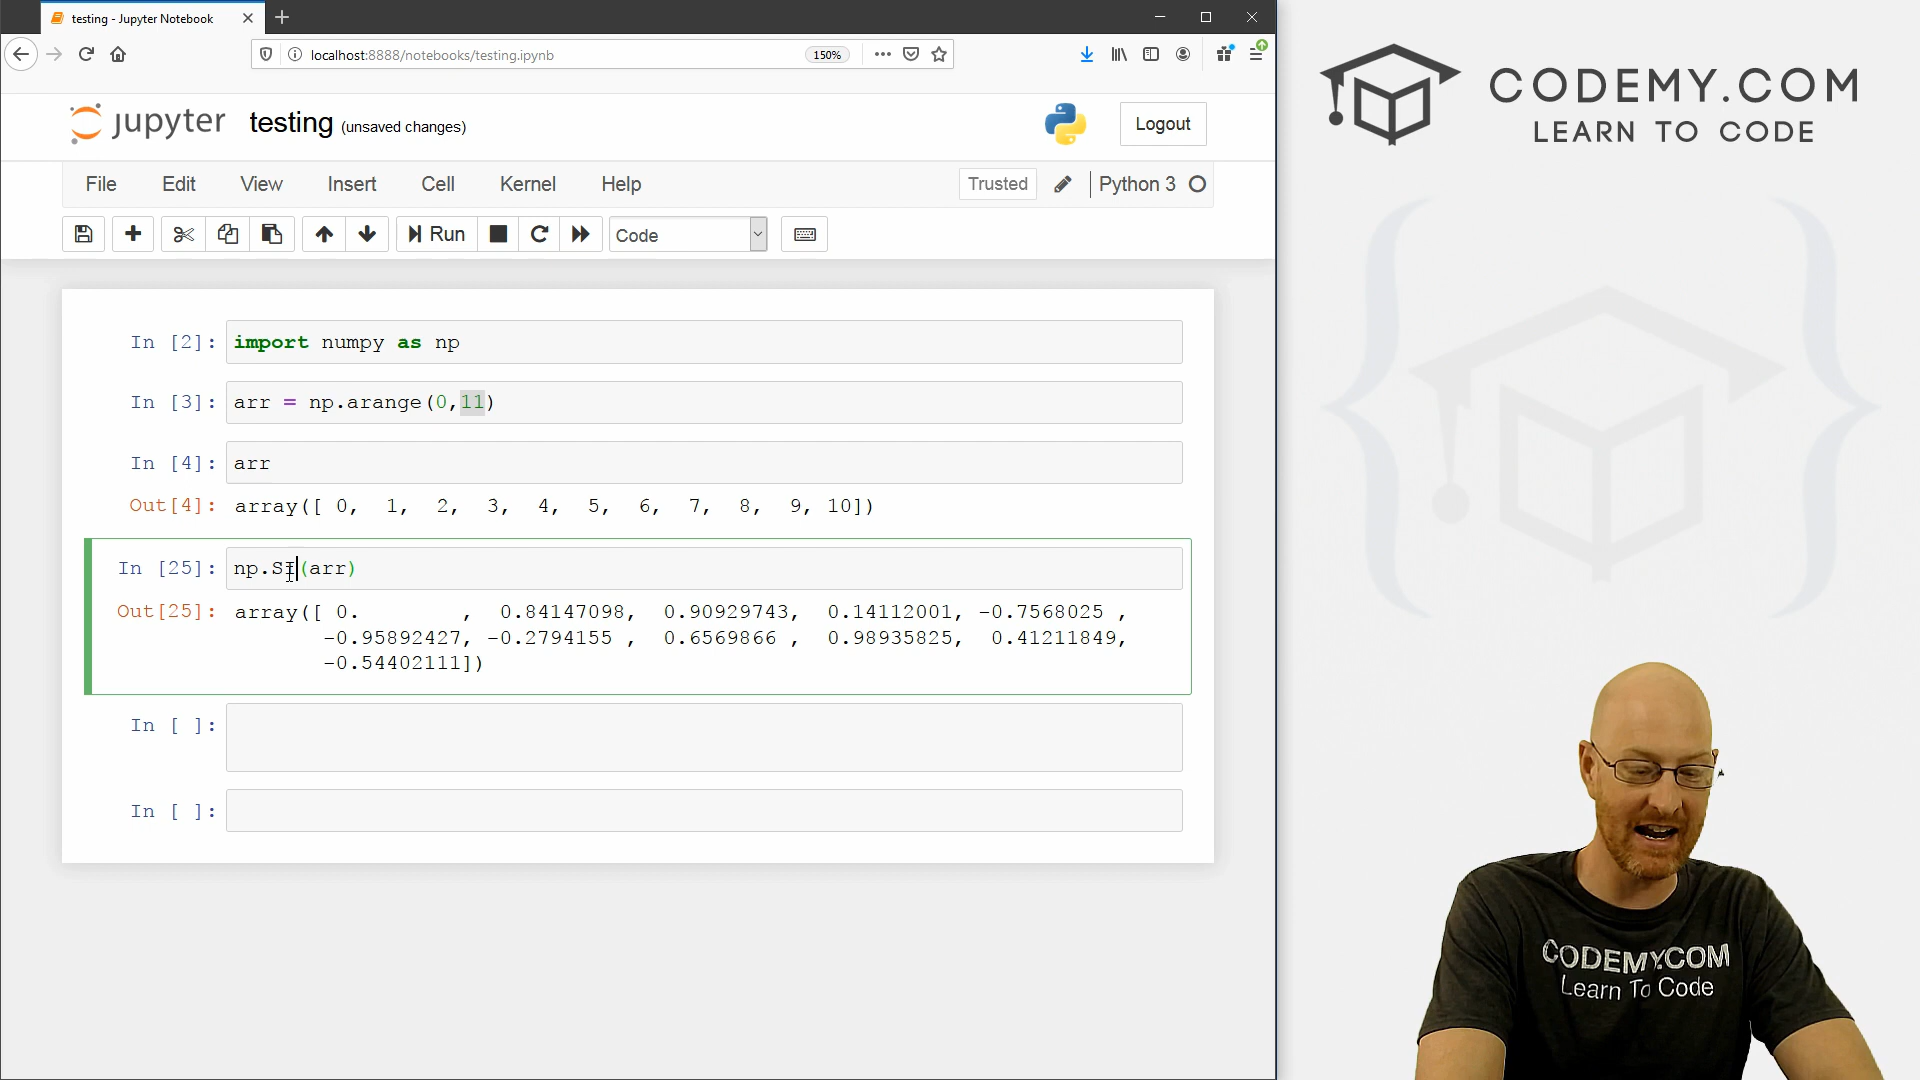 testing - Jupyter Notebook
localhost:8888/notebooks/testing.ipynb
150%
CODEMY.COM
LEARN TO CODE
jupyter testing (unsaved changes)
Logout
File Edit View Insert Cell Kernel Help
Trusted
Python 3
Run
Code
In [2]: import numpy as np
In [3]: arr = np.arange(0,11)
In [4]: arr
Out[4]: array([ 0, 1, 2, 3, 4, 5, 6, 7, 8, 9, 10])
In [25]: (arr)
Out[25]: array([ 0. , 0.84147098, 0.90929743, 0.14112001, -0.7568025 ,
-0.95892427, -0.2794155 , 0.6569866 , 0.98935825, 0.41211849,
-0.54402111])
In [ ]:
In [ ]:
CODEMY.COM
Learn To Code